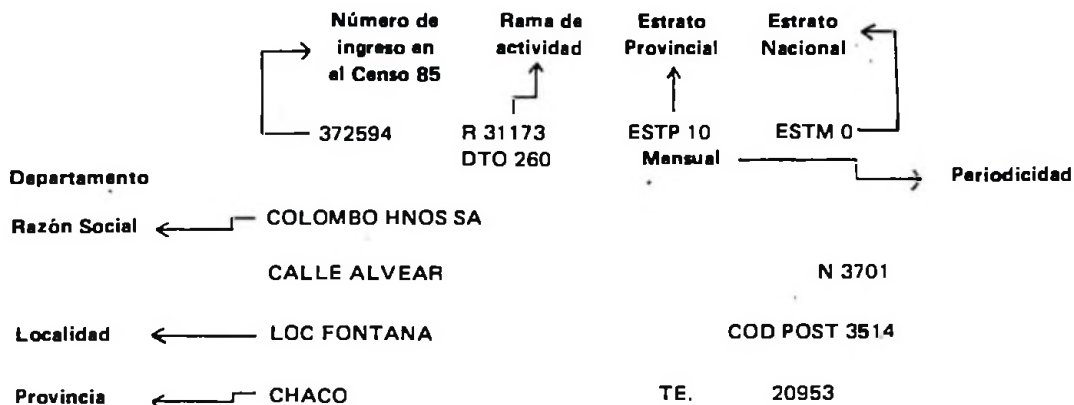 Número de Rama de Estrato Estrato
ingreso en actividad Provincial Nacional
el Censo 85
372594 R 31173 ESTP 10 ESTM 0
DTO 260 Mensual Periodicidad
Departamento
Razón Social COLOMBO HNOS SA
CALLE ALVEAR N 3701
Localidad LOC FONTANA COD POST 3514
Provincia CHACO TE. 20953